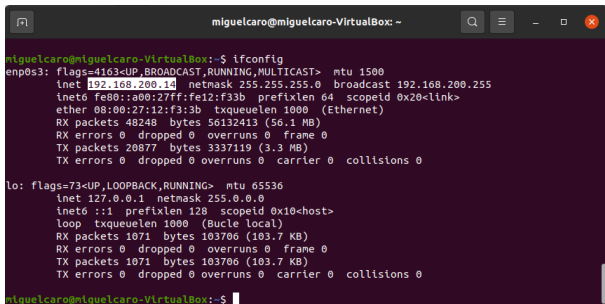 miguelcaro@miguelcaro-VirtualBox: ~
miguelcaro@miguelcaro-VirtualBox:~$ ifconfig
enp0s3: flags=4163<UP,BROADCAST,RUNNING,MULTICAST>  mtu 1500
        inet 192.168.200.14  netmask 255.255.255.0  broadcast 192.168.200.255
        inet6 fe80::a00:27ff:fe12:f33b  prefixlen 64  scopeid 0x20<link>
        ether 08:00:27:12:f3:3b  txqueuelen 1000  (Ethernet)
        RX packets 48248  bytes 56132413 (56.1 MB)
        RX errors 0  dropped 0  overruns 0  frame 0
        TX packets 20877  bytes 3337119 (3.3 MB)
        TX errors 0  dropped 0 overruns 0  carrier 0  collisions 0
lo: flags=73<UP,LOOPBACK,RUNNING>  mtu 65536
        inet 127.0.0.1  netmask 255.0.0.0
        inet6 ::1  prefixlen 128  scopeid 0x10<host>
        loop  txqueuelen 1000  (Bucle local)
        RX packets 1071  bytes 103706 (103.7 KB)
        RX errors 0  dropped 0  overruns 0  frame 0
        TX packets 1071  bytes 103706 (103.7 KB)
        TX errors 0  dropped 0 overruns 0  carrier 0  collisions 0
miguelcaro@miguelcaro-VirtualBox:~$